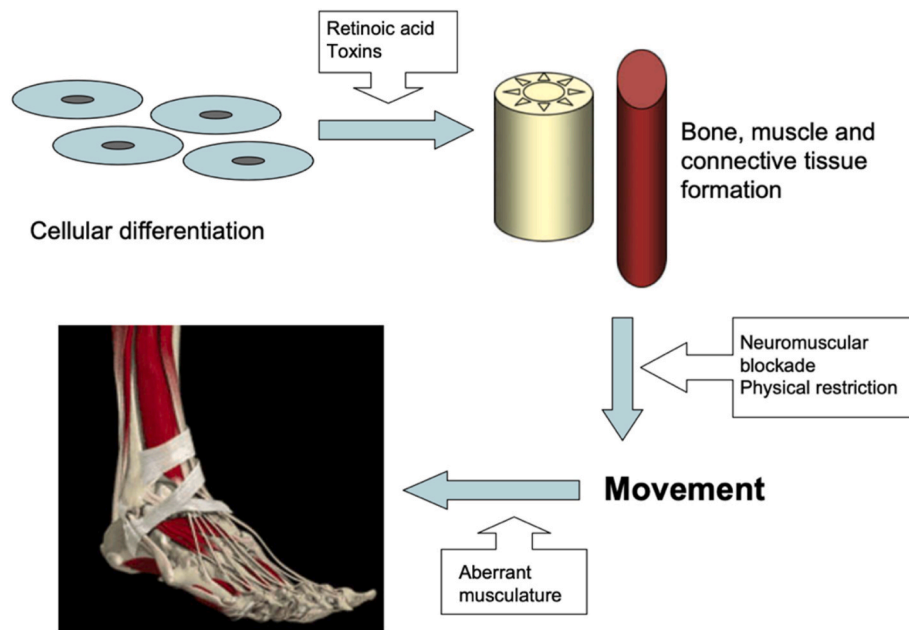 Retinoic acid
Toxins
Cellular differentiation
Bone, muscle and
connective tissue
formation
Neuromuscular
blockade
Physical restriction
Movement
Aberrant
musculature